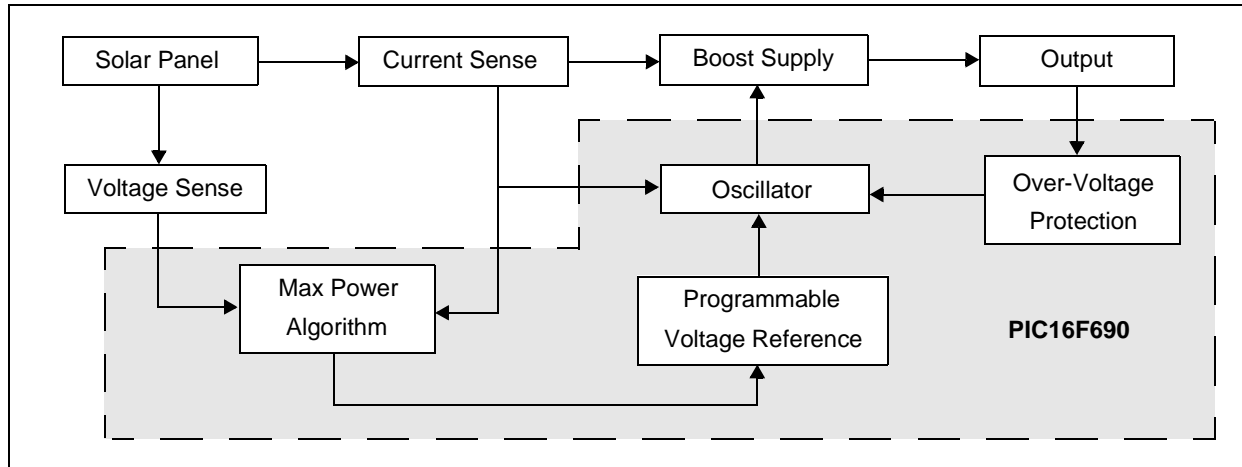 Solar Panel
Current Sense
Boost Supply
Output
Voltage Sense
Oscillator
Over-Voltage
Protection
Max Power
Algorithm
Programmable
Voltage Reference
PIC16F690